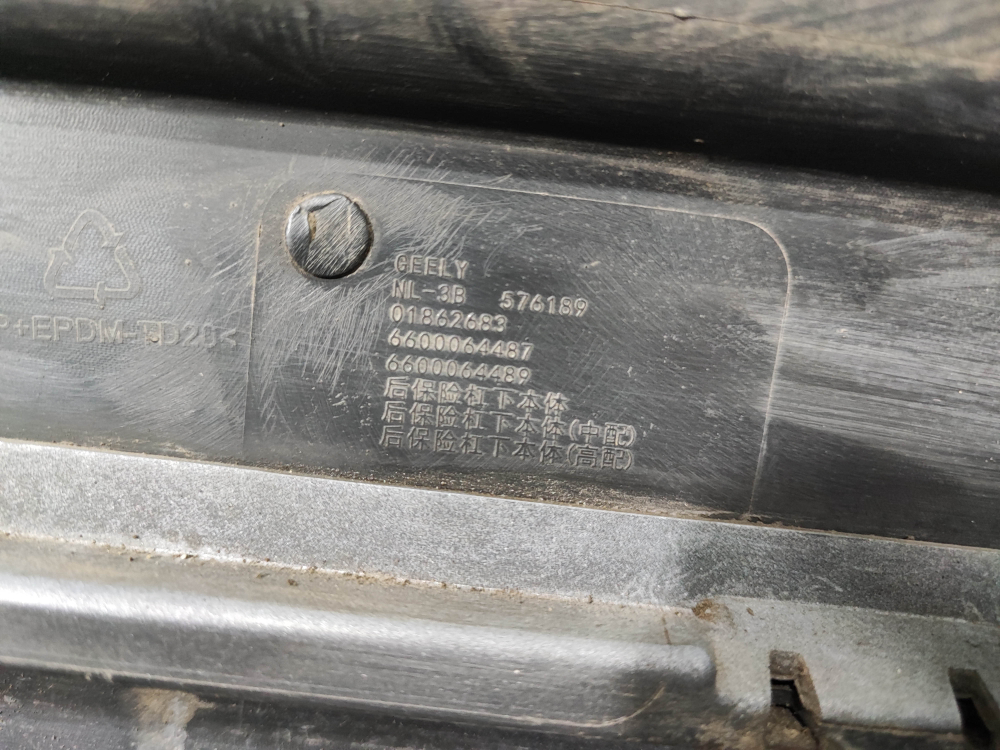 GEELY
NL-3B 576189
01862683
6600064487
6600064489
后保险杠下本体
后保险杠下本体(中配)
后保险杠下本体(高配)
P+EPDM-TD20<